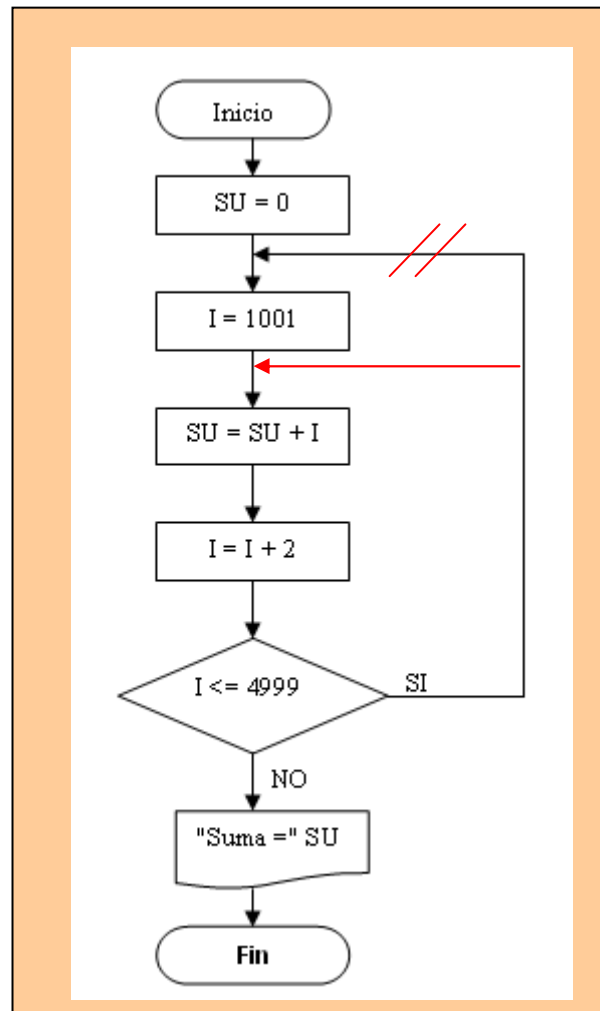 Inicio
SU = 0
I = 1001
SU = SU + I
I = I + 2
I <= 4999
SI
NO
"Suma =" SU
Fin